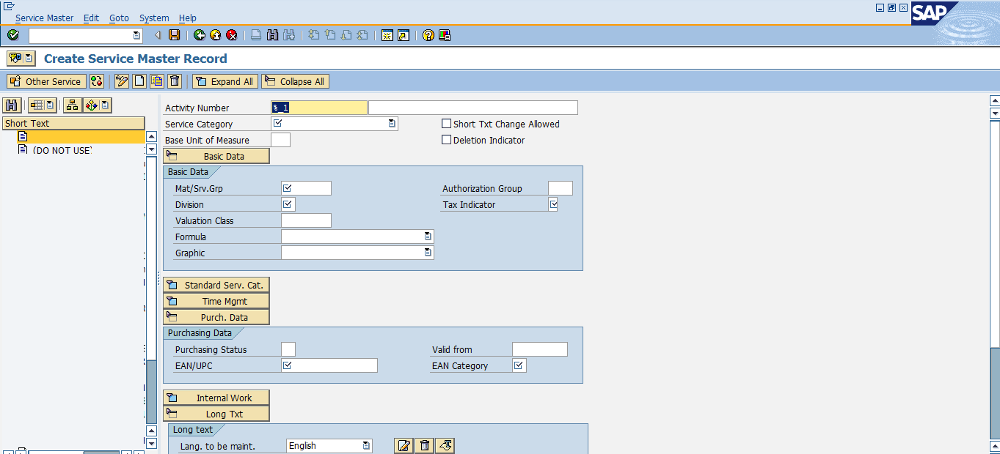 Service Master Edit Goto System Help
SAP
Create Service Master Record
Other Service Expand All Collapse All
Short Text
(DO NOT USE)
Activity Number %_1
Service Category Short Txt Change Allowed
Base Unit of Measure Deletion Indicator
Basic Data
Basic Data
Mat/Srv.Grp Authorization Group
Division Tax Indicator
Valuation Class
Formula
Graphic
Standard Serv. Cat.
Time Mgmt
Purch. Data
Purchasing Data
Purchasing Status Valid from
EAN/UPC EAN Category
Internal Work
Long Txt
Long text
Lang. to be maint. English